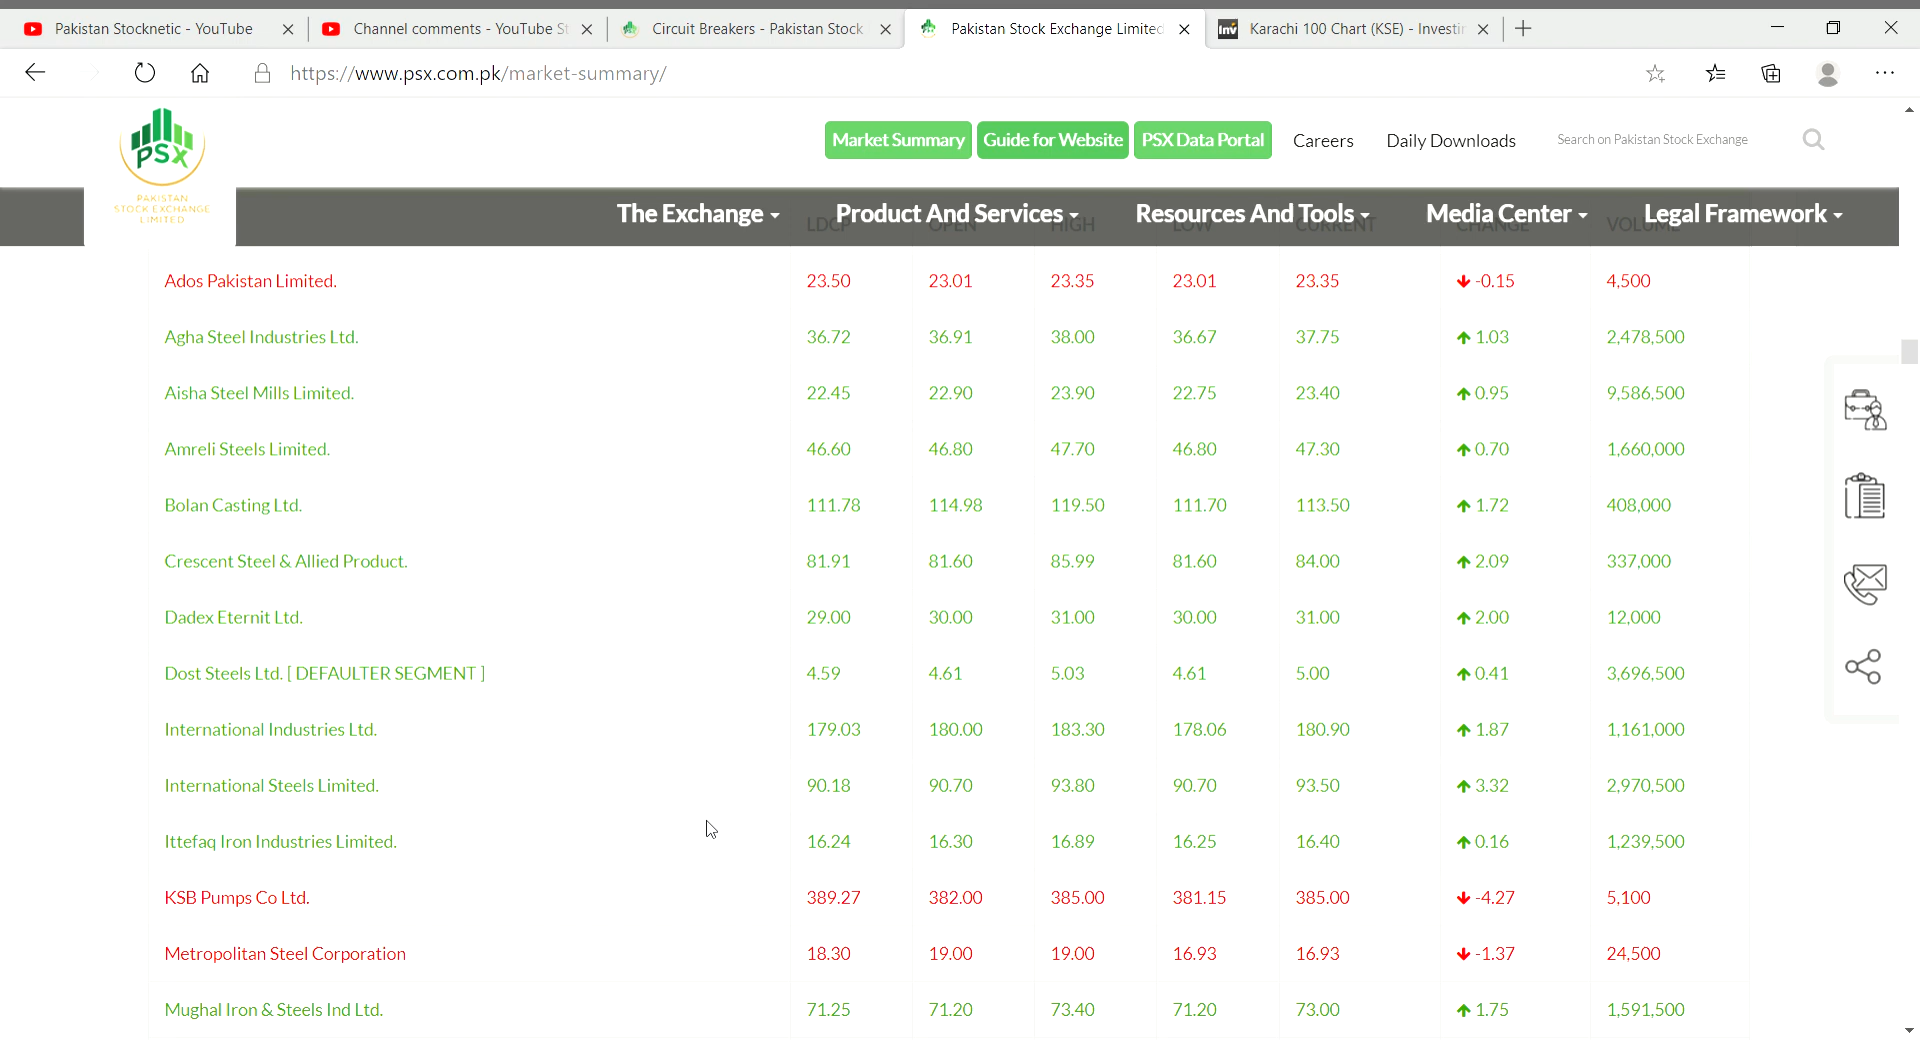 Pakistan Stocknetic - YouTube
Channel comments - YouTube St
Circuit Breakers - Pakistan Stock
Pakistan Stock Exchange Limited
Inv Karachi 100 Chart (KSE) - Investin
https://www.psx.com.pk/market-summary/
PSX
PAKISTAN
STOCK EXCHANGE
LIMITED
Market Summary Guide for Website PSX Data Portal Careers Daily Downloads Search on Pakistan Stock Exchange
The Exchange Product And Services Resources And Tools Media Center Legal Framework
LDCP OPEN HIGH LOW CURRENT CHANGE VOLUME
Ados Pakistan Limited. 23.50 23.01 23.35 23.01 23.35 -0.15 4,500
Agha Steel Industries Ltd. 36.72 36.91 38.00 36.67 37.75 1.03 2,478,500
Aisha Steel Mills Limited. 22.45 22.90 23.90 22.75 23.40 0.95 9,586,500
Amreli Steels Limited. 46.60 46.80 47.70 46.80 47.30 0.70 1,660,000
Bolan Casting Ltd. 111.78 114.98 119.50 111.70 113.50 1.72 408,000
Crescent Steel & Allied Product. 81.91 81.60 85.99 81.60 84.00 2.09 337,000
Dadex Eternit Ltd. 29.00 30.00 31.00 30.00 31.00 2.00 12,000
Dost Steels Ltd. [ DEFAULTER SEGMENT ] 4.59 4.61 5.03 4.61 5.00 0.41 3,696,500
International Industries Ltd. 179.03 180.00 183.30 178.06 180.90 1.87 1,161,000
International Steels Limited. 90.18 90.70 93.80 90.70 93.50 3.32 2,970,500
Ittefaq Iron Industries Limited. 16.24 16.30 16.89 16.25 16.40 0.16 1,239,500
KSB Pumps Co Ltd. 389.27 382.00 385.00 381.15 385.00 -4.27 5,100
Metropolitan Steel Corporation 18.30 19.00 19.00 16.93 16.93 -1.37 24,500
Mughal Iron & Steels Ind Ltd. 71.25 71.20 73.40 71.20 73.00 1.75 1,591,500